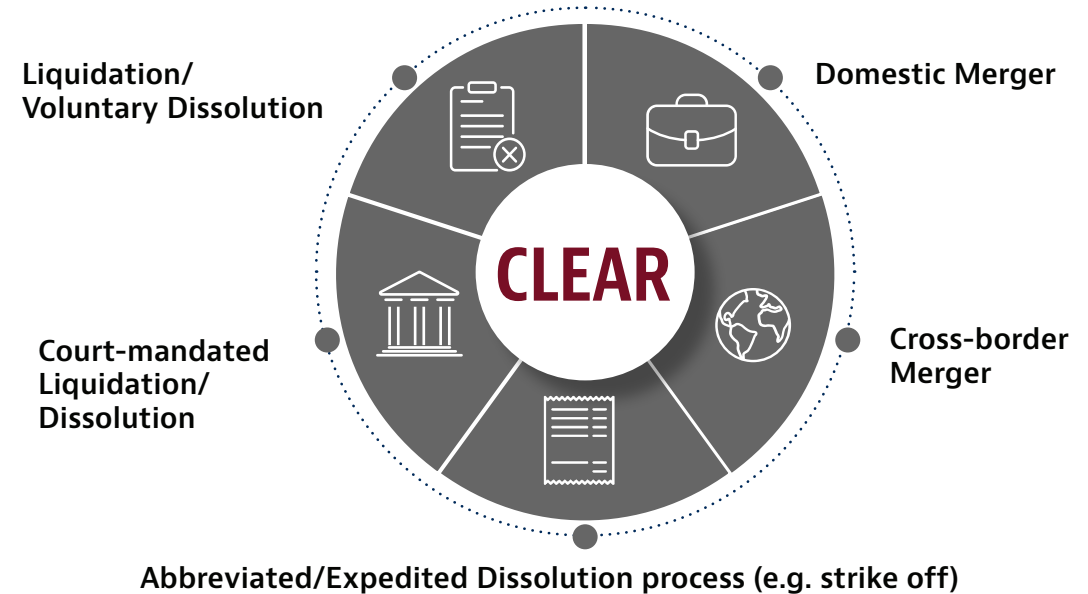 Liquidation/
Voluntary Dissolution
Domestic Merger
CLEAR
Court-mandated
Liquidation/
Dissolution
Cross-border
Merger
Abbreviated/Expedited Dissolution process (e.g. strike off)